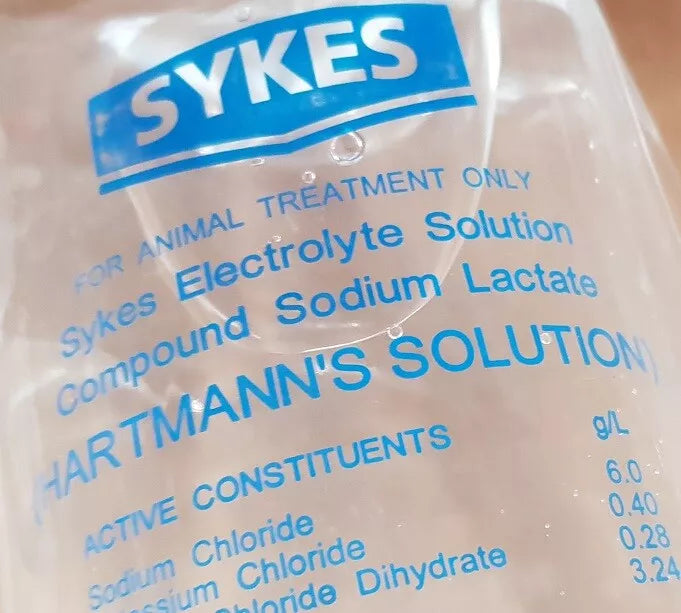 SYKES
FOR ANIMAL TREATMENT ONLY
Sykes Electrolyte Solution
Compound Sodium Lactate
(HARTMANN'S SOLUTION)
ACTIVE CONSTITUENTS g/L
Sodium Chloride 6.0
ssium Chloride 0.40
Chloride Dihydrate 0.28
3.24